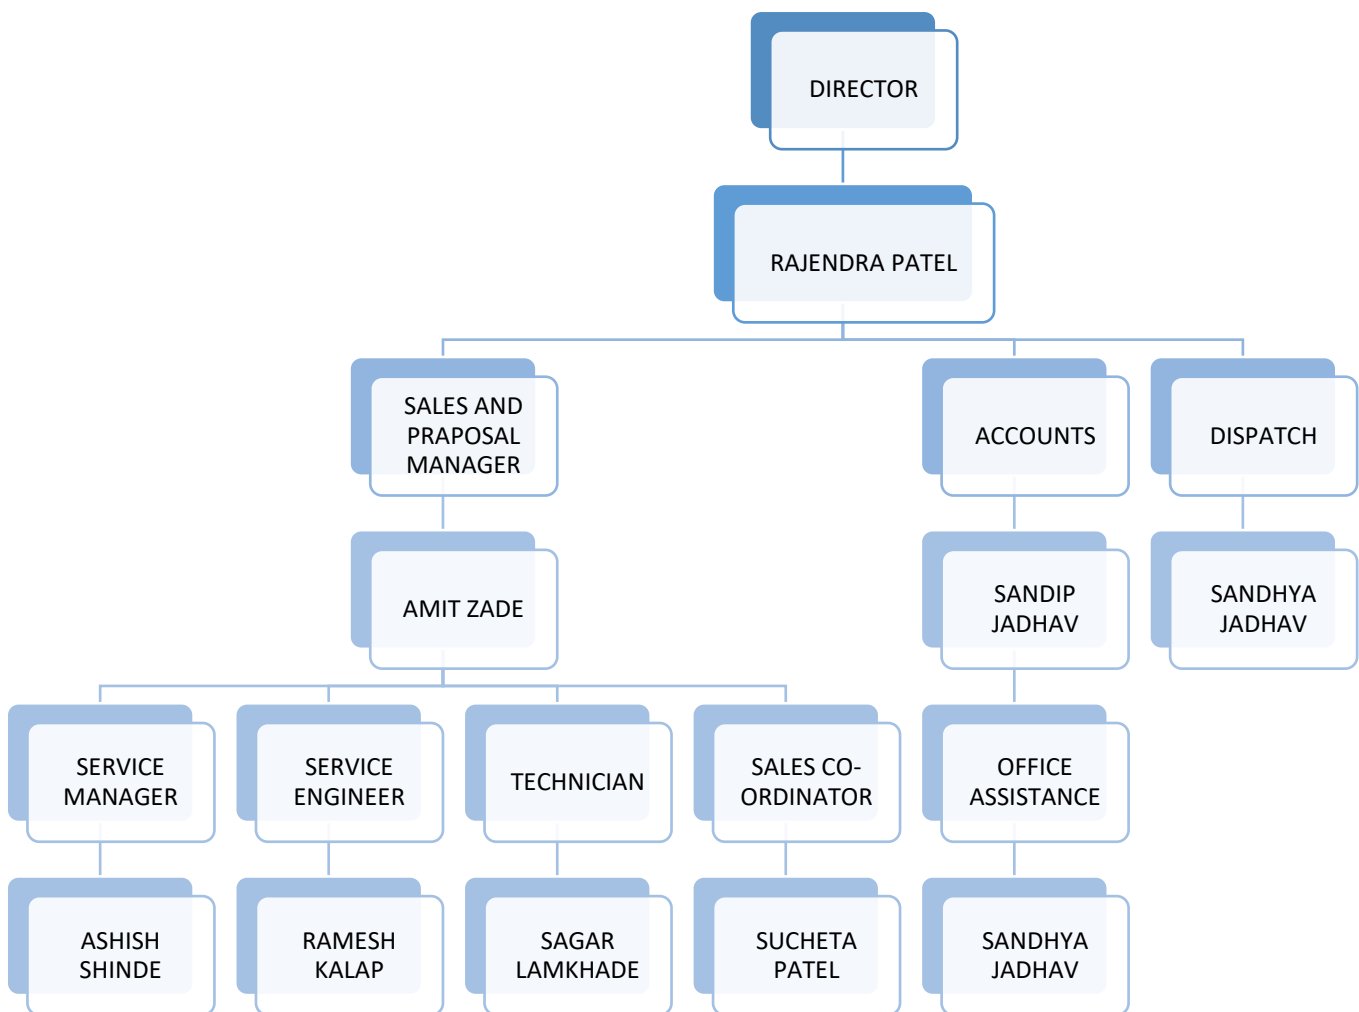 DIRECTOR
RAJENDRA PATEL
SALES AND
PRAPOSAL
MANAGER
ACCOUNTS
DISPATCH
AMIT ZADE
SANDIP
JADHAV
SANDHYA
JADHAV
SERVICE
MANAGER
SERVICE
ENGINEER
TECHNICIAN
SALES CO-
ORDINATOR
OFFICE
ASSISTANCE
ASHISH
SHINDE
RAMESH
KALAP
SAGAR
LAMKHADE
SUCHETA
PATEL
SANDHYA
JADHAV